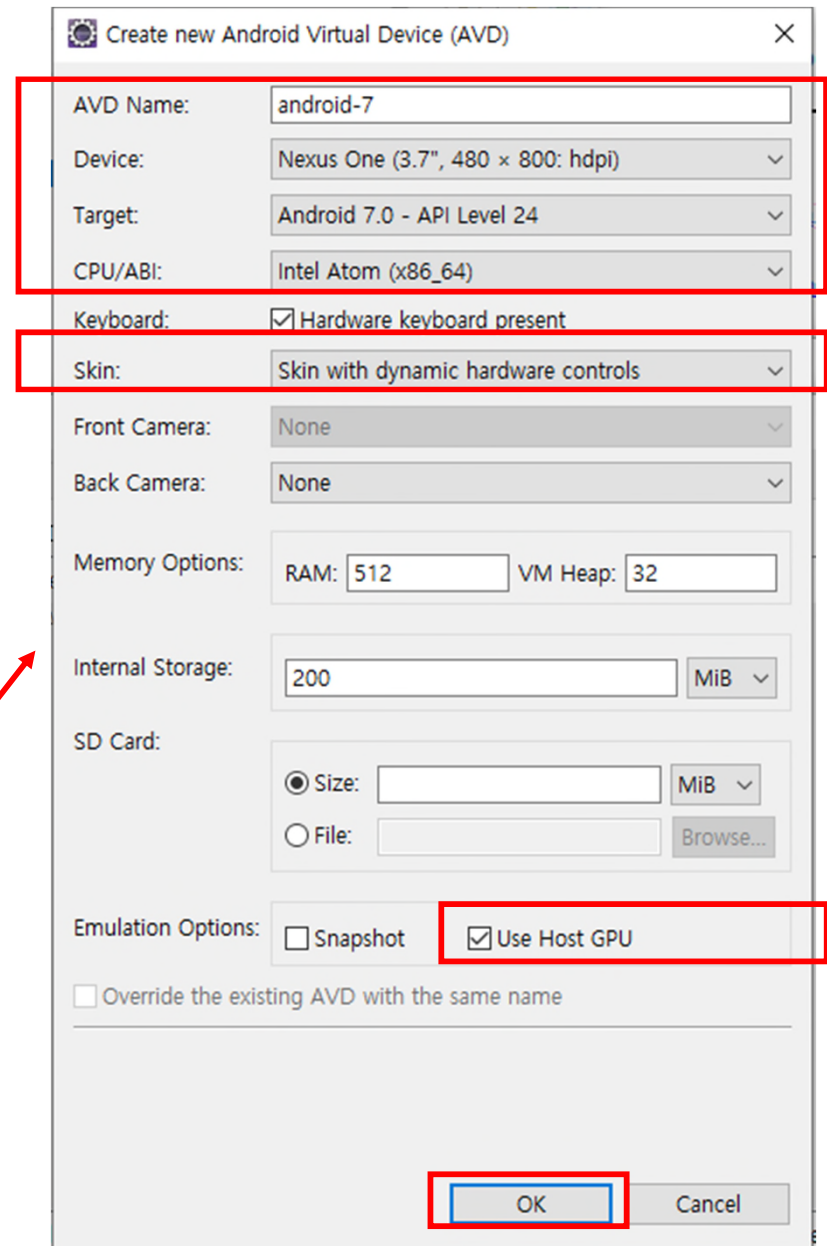 Create new Android Virtual Device (AVD)
AVD Name: android-7
Device: Nexus One (3.7", 480 × 800: hdpi)
Target: Android 7.0 - API Level 24
CPU/ABI: Intel Atom (x86_64)
Keyboard: Hardware keyboard present
Skin: Skin with dynamic hardware controls
Front Camera: None
Back Camera: None
Memory Options: RAM: 512 VM Heap: 32
Internal Storage: 200 MiB
SD Card:
Size: MiB
File: Browse...
Emulation Options: Snapshot Use Host GPU
Override the existing AVD with the same name
OK Cancel